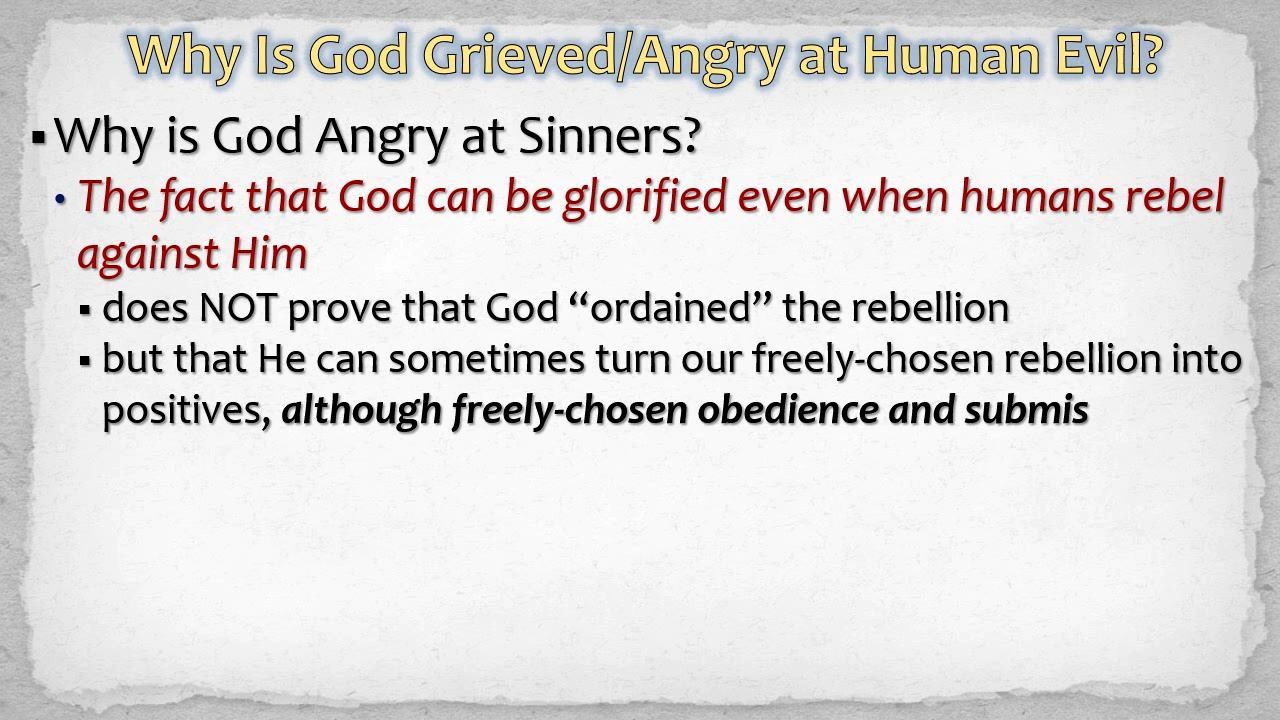 Why Is God Grieved/Angry at Human Evil?
▪ Why is God Angry at Sinners?
• The fact that God can be glorified even when humans rebel
against Him
▪ does NOT prove that God “ordained” the rebellion
▪ but that He can sometimes turn our freely-chosen rebellion into
positives, although freely-chosen obedience and submis